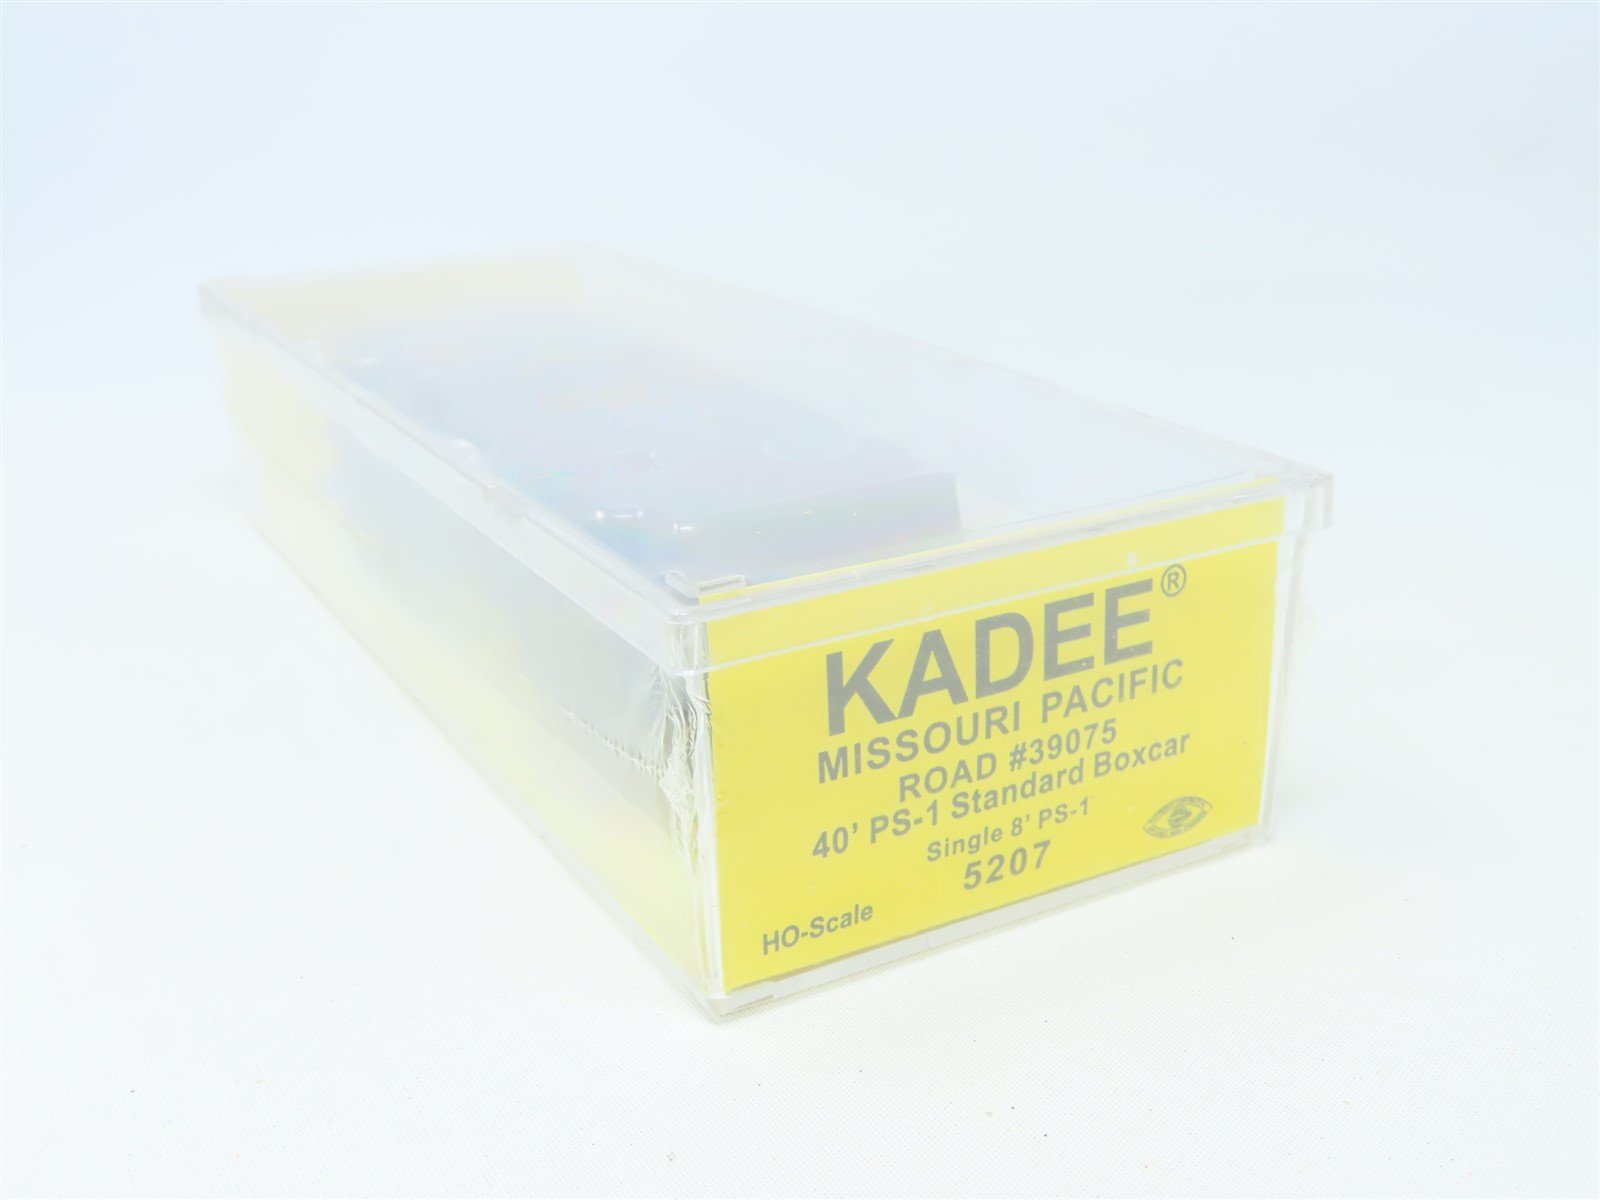 KADEE®
MISSOURI PACIFIC
ROAD #39075
40' PS-1 Standard Boxcar
Single 8' PS-1
5207
HO-Scale